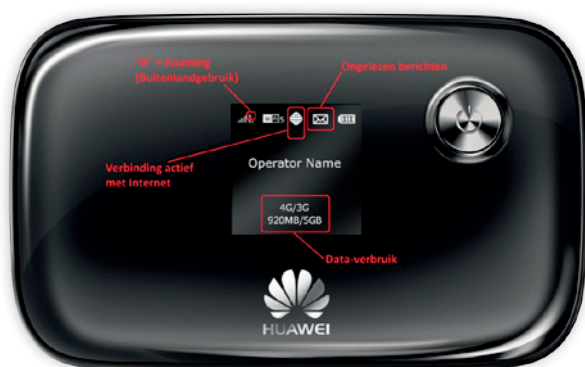 "R" = Roaming
(Buitenlandgebruik)
Ongelezen berichten
Operator Name
Verbinding actief
met Internet
4G/3G
920MB/5GB
Data-verbruik
HUAWEI